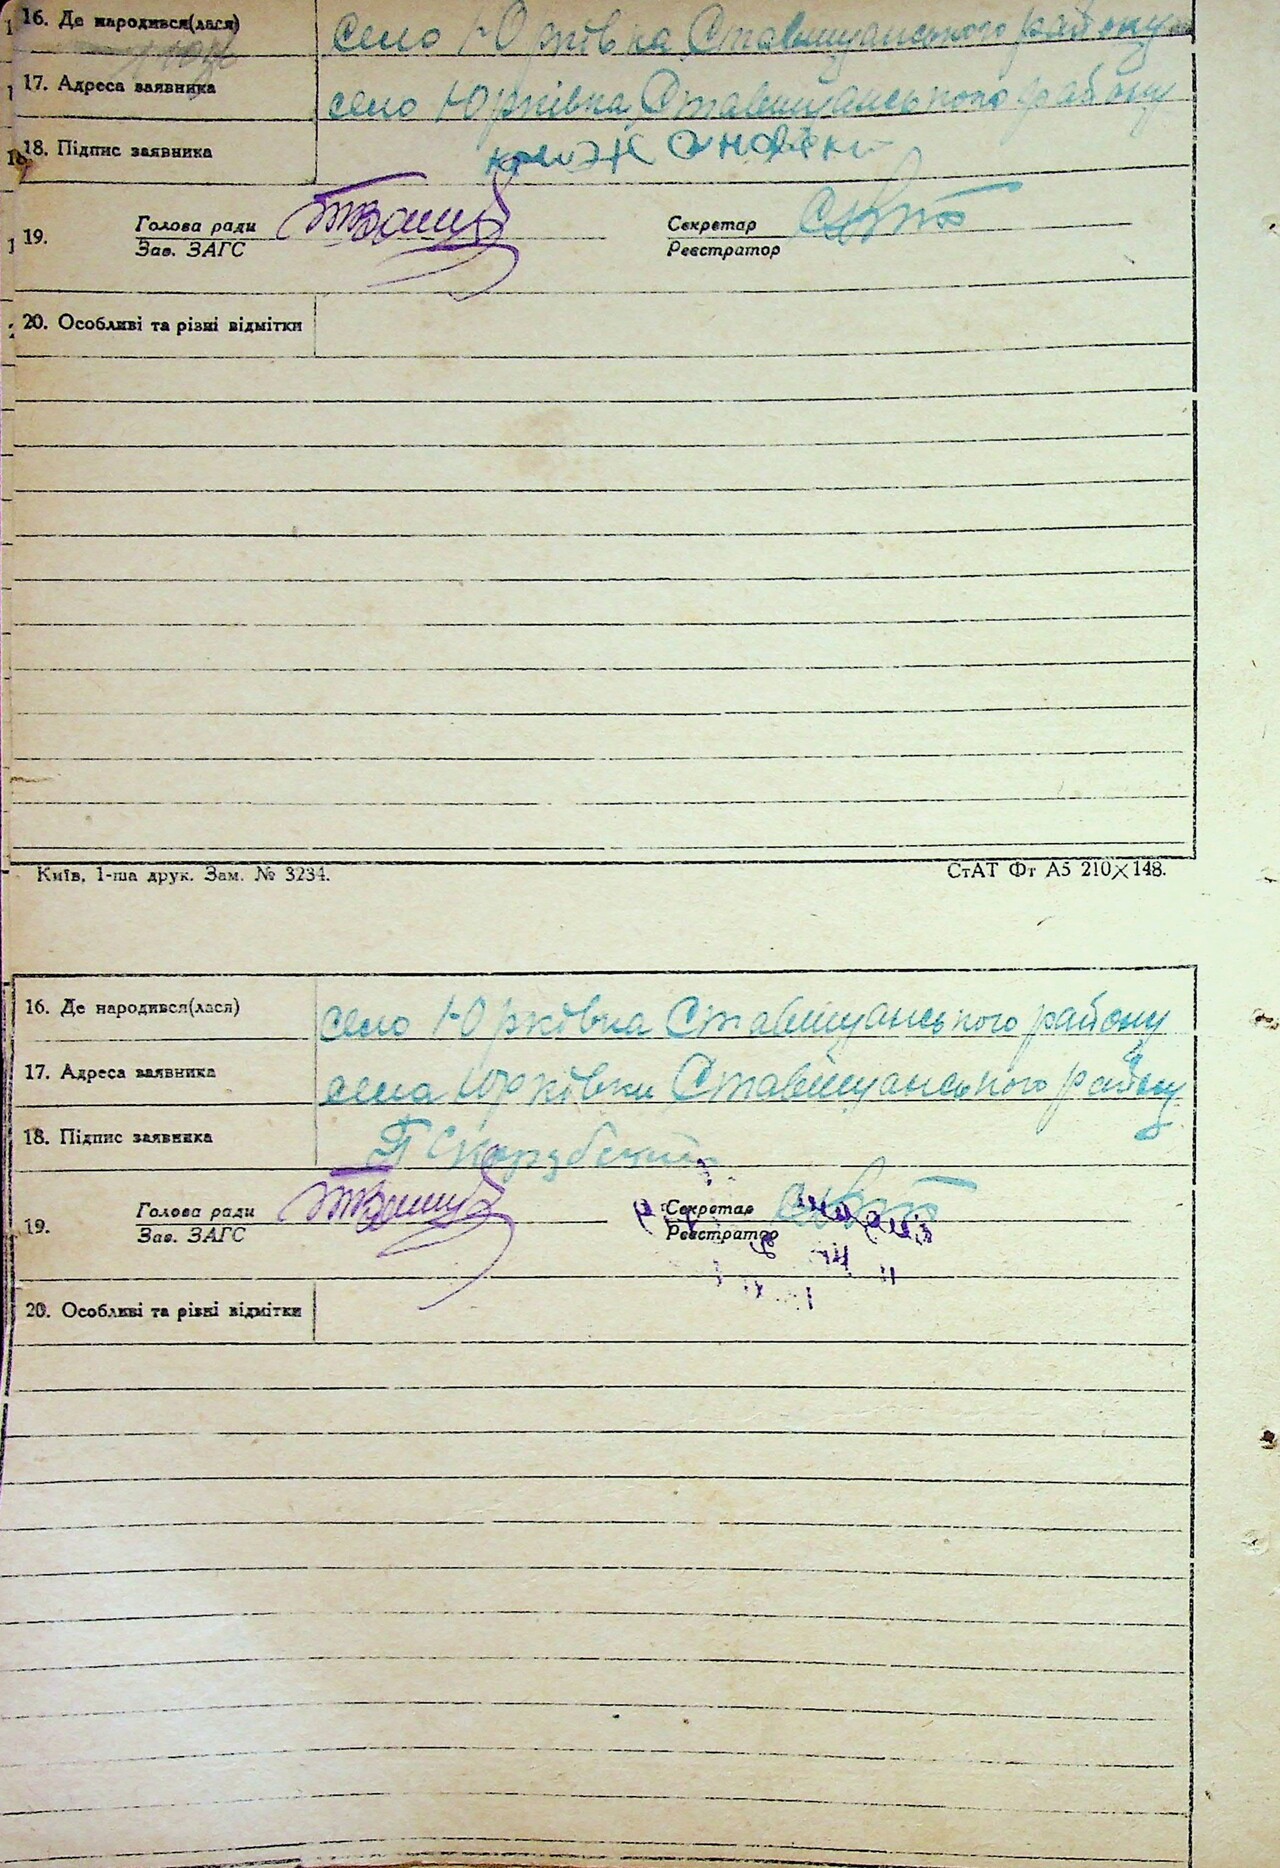 16. Де народився(лася) село Юрківка Ставищанського району
17. Адреса заявника село Юрківка Ставищанського району
18. Підпис заявника
19. Голова ради Секретар
Зав. ЗАГС Реєстратор
20. Особливі та різні відмітки
Київ, 1-ша друк. Зам. № 3234. СтАТ Фт А5 210×148.
16. Де народився(лася) село Юрківка Ставищанського району
17. Адреса заявника села Юрківки Ставищанського району
18. Підпис заявника
19. Голова ради Секретар
Зав. ЗАГС Реєстратор
20. Особливі та різні відмітки